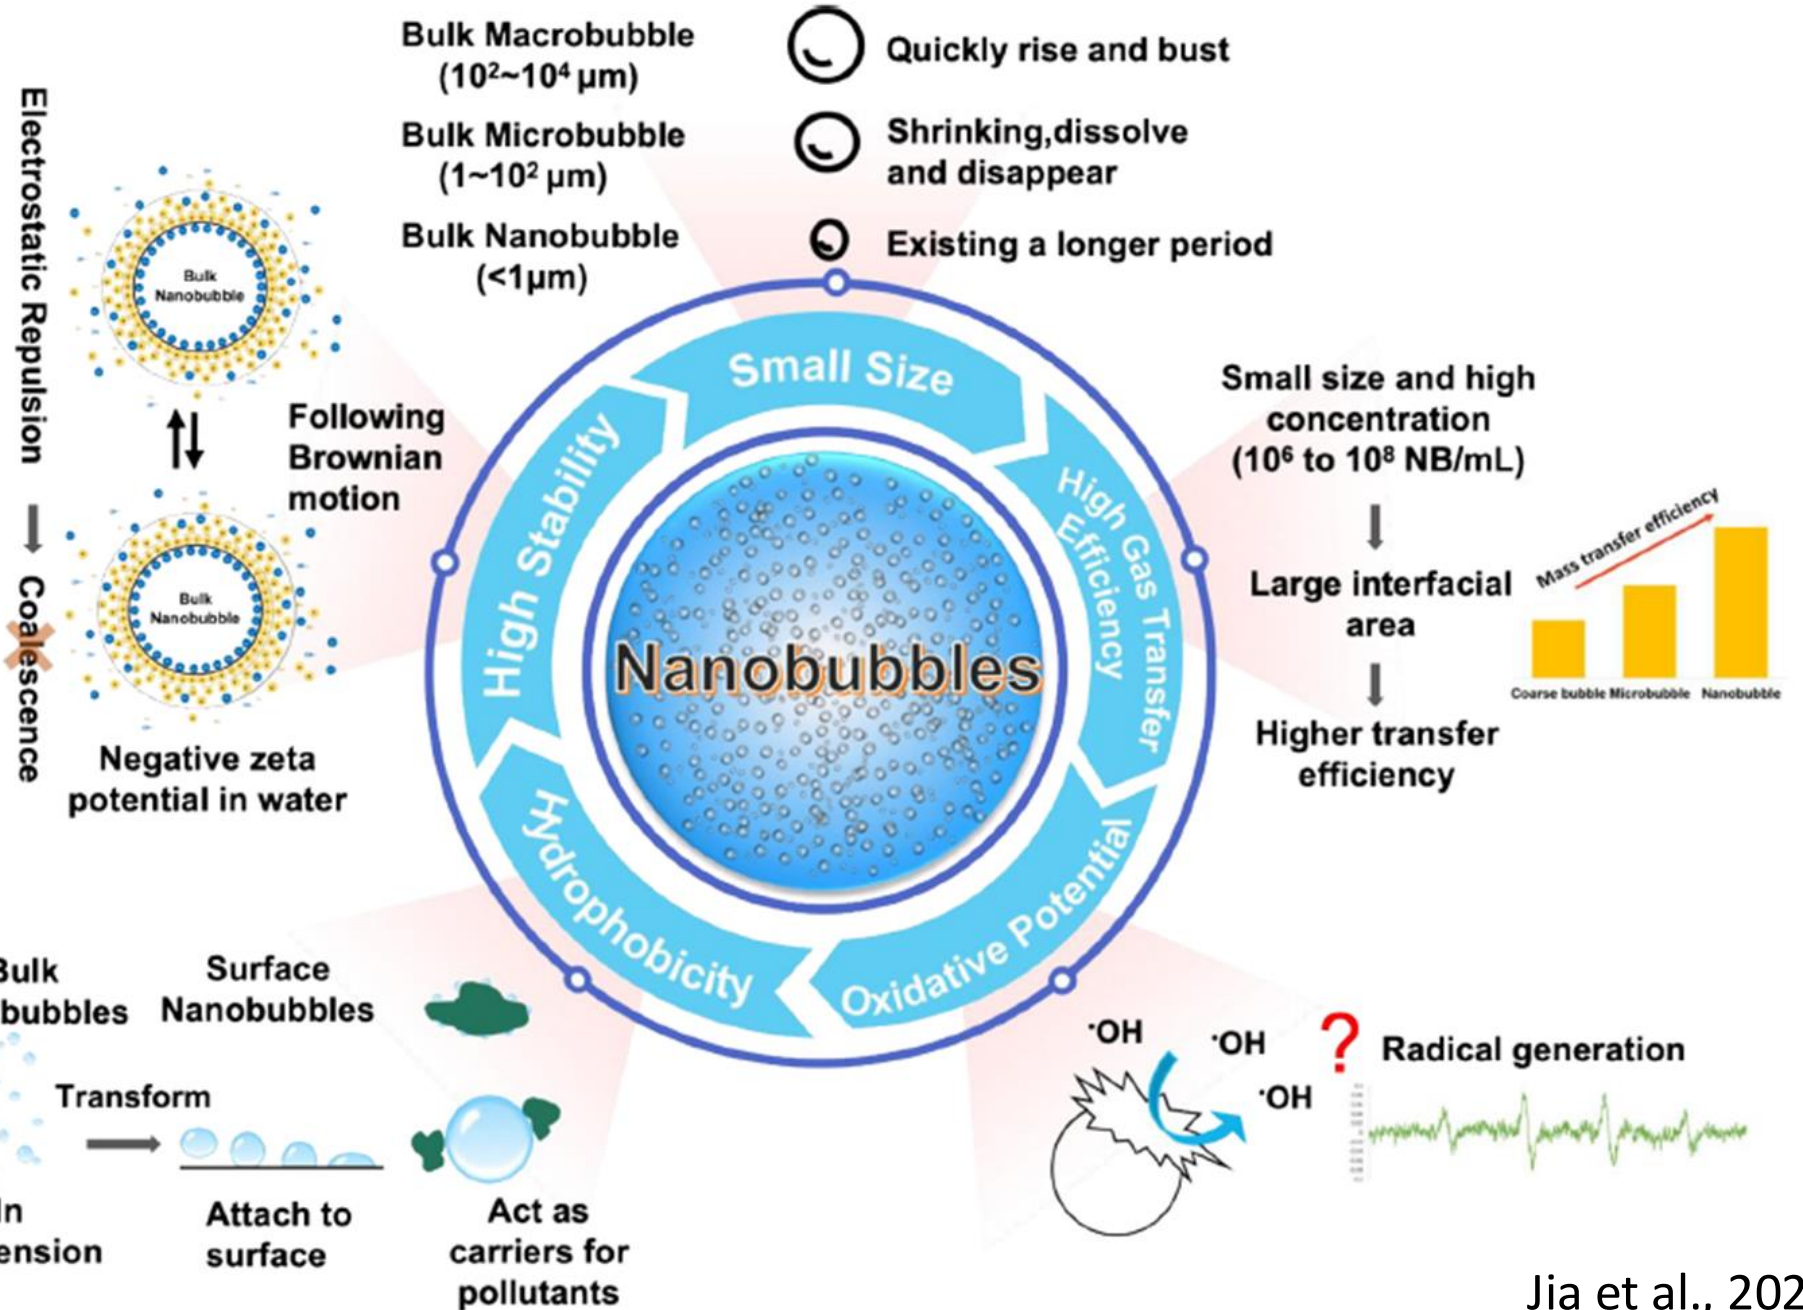 Bulk Macrobubble
(10²~10⁴ µm)
Quickly rise and bust
Bulk Microbubble
(1~10² µm)
Shrinking,dissolve
and disappear
Bulk Nanobubble
(<1µm)
Existing a longer period
Electrostatic Repulsion
Coalescence
Bulk
Nanobubble
Following
Brownian
motion
Bulk
Nanobubble
Negative zeta
potential in water
Small Size
High Gas Transfer
Efficiency
Oxidative Potential
Hydrophobicity
High Stability
Nanobubbles
Small size and high
concentration
(10⁶ to 10⁸ NB/mL)
Large interfacial
area
Higher transfer
efficiency
Mass transfer efficiency
Coarse bubble Microbubble Nanobubble
Bulk
bubbles
Surface
Nanobubbles
Transform
In
ension
Attach to
surface
Act as
carriers for
pollutants
·OH
·OH
·OH
? Radical generation
Jia et al., 202